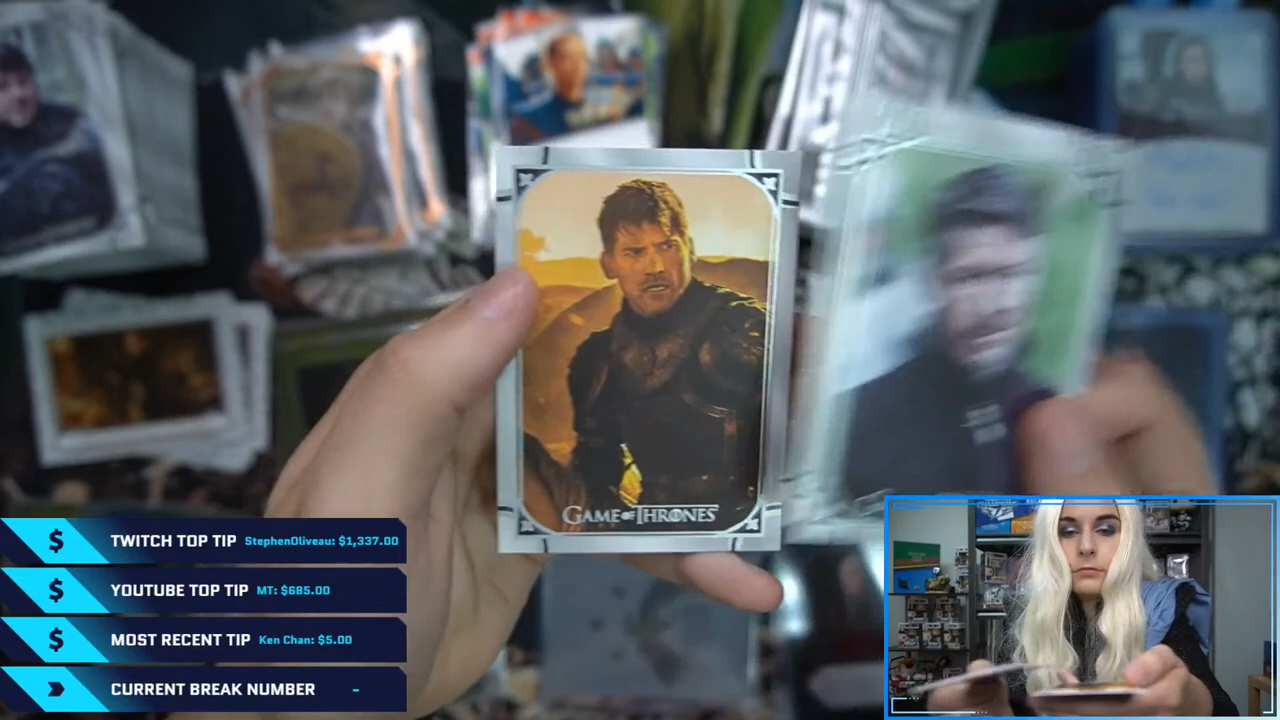 GAME OF THRONES
$ TWITCH TOP TIP StephenOliveau: $1,337.00
$ YOUTUBE TOP TIP MT: $685.00
$ MOST RECENT TIP Ken Chan: $5.00
CURRENT BREAK NUMBER -